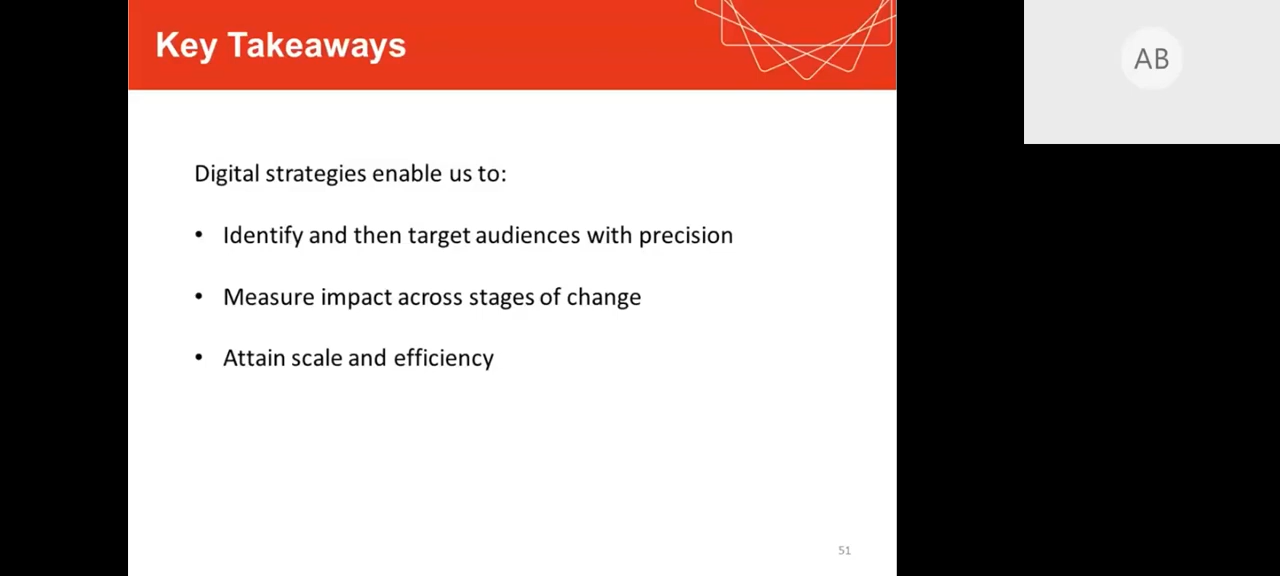 Key Takeaways
AB
Digital strategies enable us to:
• Identify and then target audiences with precision
• Measure impact across stages of change
• Attain scale and efficiency
51